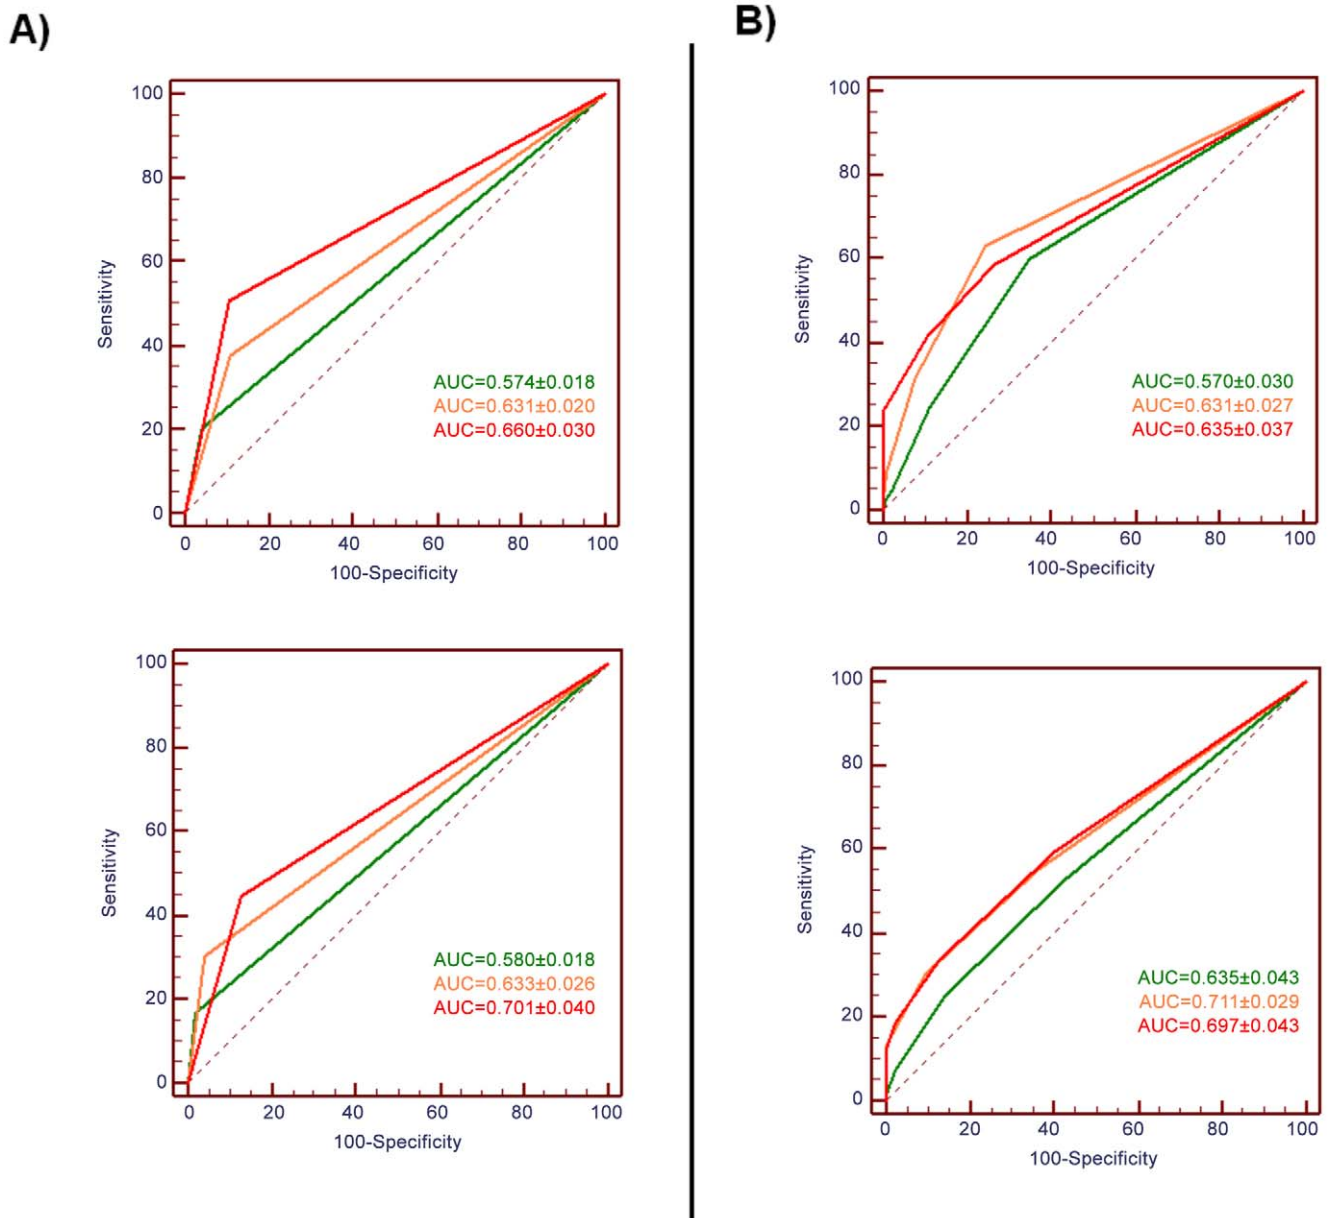 A)
B)
100
80
60
40
20
0
Sensitivity
AUC=0.574±0.018
AUC=0.631±0.020
AUC=0.660±0.030
0 20 40 60 80 100
100-Specificity
100
80
60
40
20
0
Sensitivity
AUC=0.570±0.030
AUC=0.631±0.027
AUC=0.635±0.037
0 20 40 60 80 100
100-Specificity
100
80
60
40
20
0
Sensitivity
AUC=0.580±0.018
AUC=0.633±0.026
AUC=0.701±0.040
0 20 40 60 80 100
100-Specificity
100
80
60
40
20
0
Sensitivity
AUC=0.635±0.043
AUC=0.711±0.029
AUC=0.697±0.043
0 20 40 60 80 100
100-Specificity